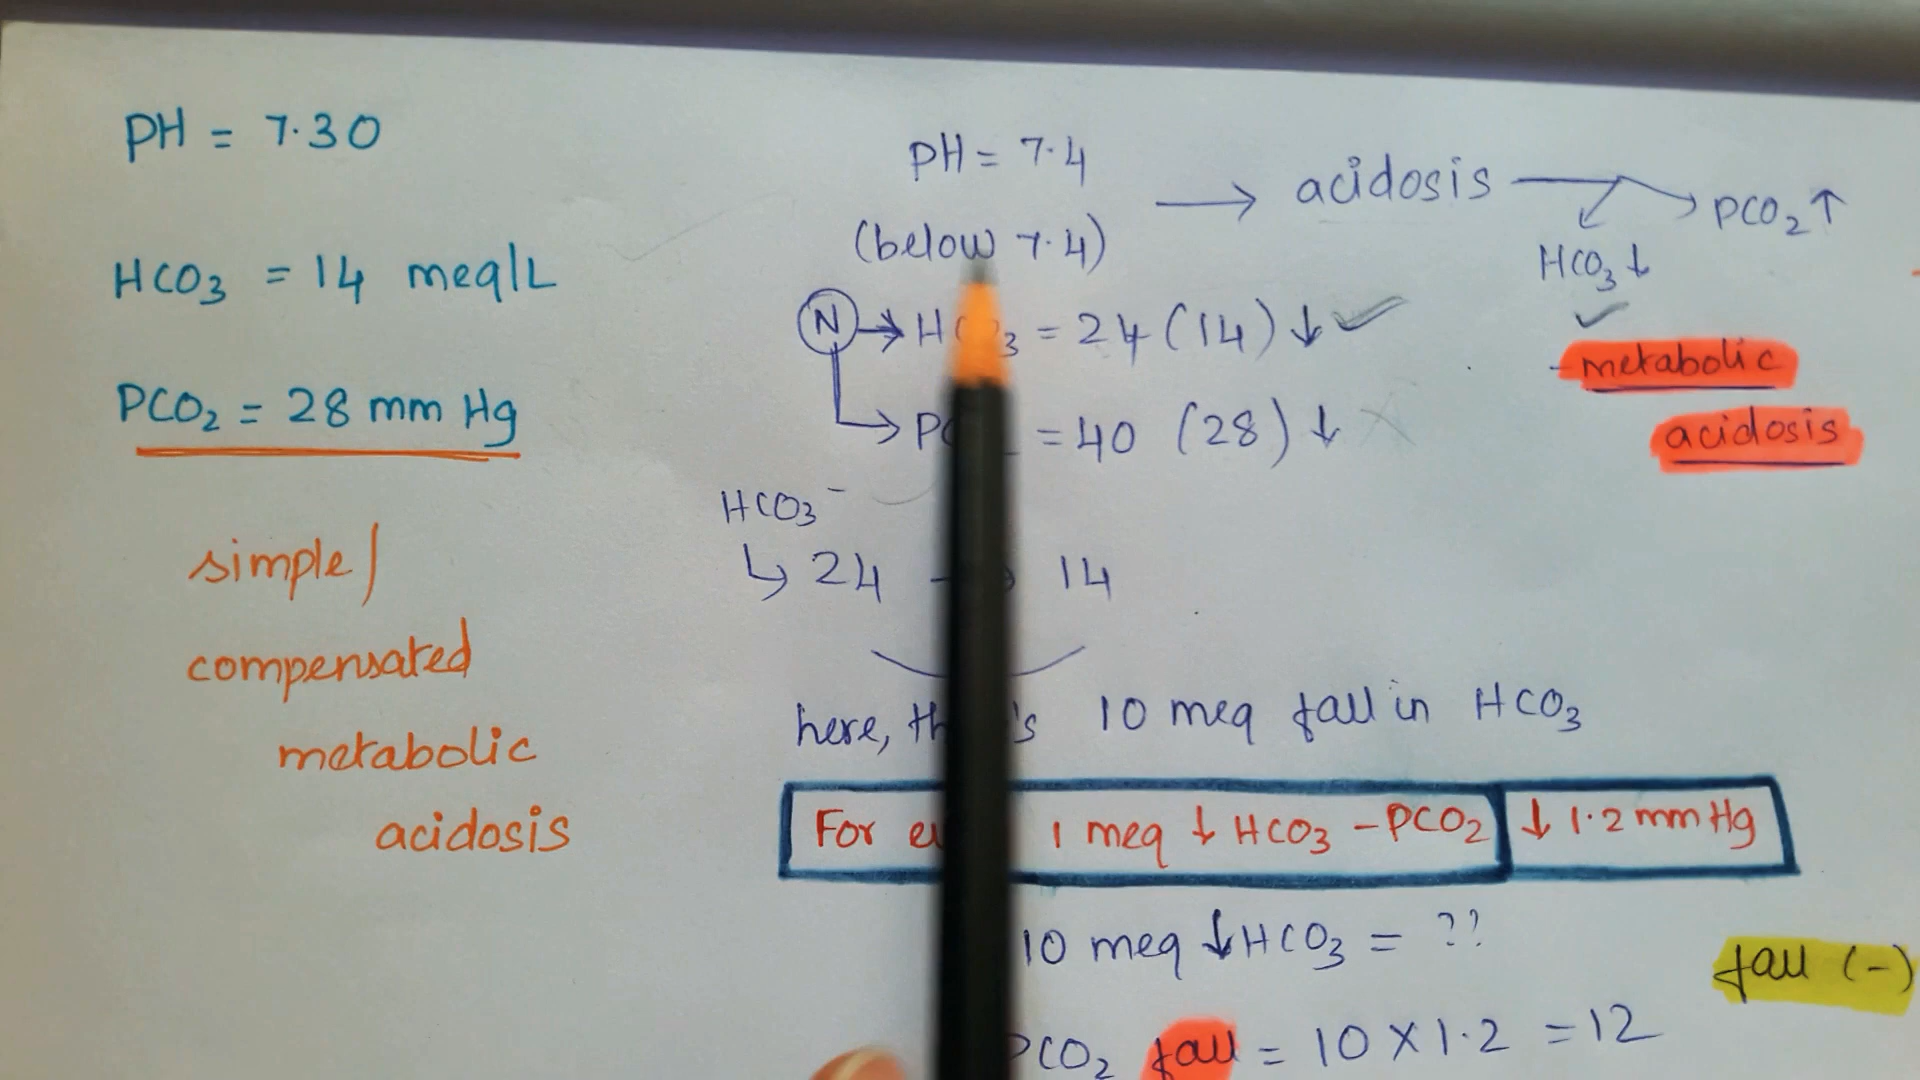 PH = 7.30
HCO3 = 14 meq/L
PCO2 = 28 mm Hg
simple/
compensated
metabolic
acidosis
PH = 7.4
(below 7.4)
→ acidosis
PCO2 ↑
HCO3 ↓
✓
- metabolic
acidosis
N → 3 = 24 (14) ↓ ✓
→ = 40 (28) ↓ ×
HCO3⁻
↳ 24 14
here, 10 meq fall in HCO3
For 1 meq ↓ HCO3 - PCO2 ↓ 1.2 mm Hg
10 meq ↓ HCO3 = ??
fall (-)
PCO2 fall = 10 × 1.2 = 12